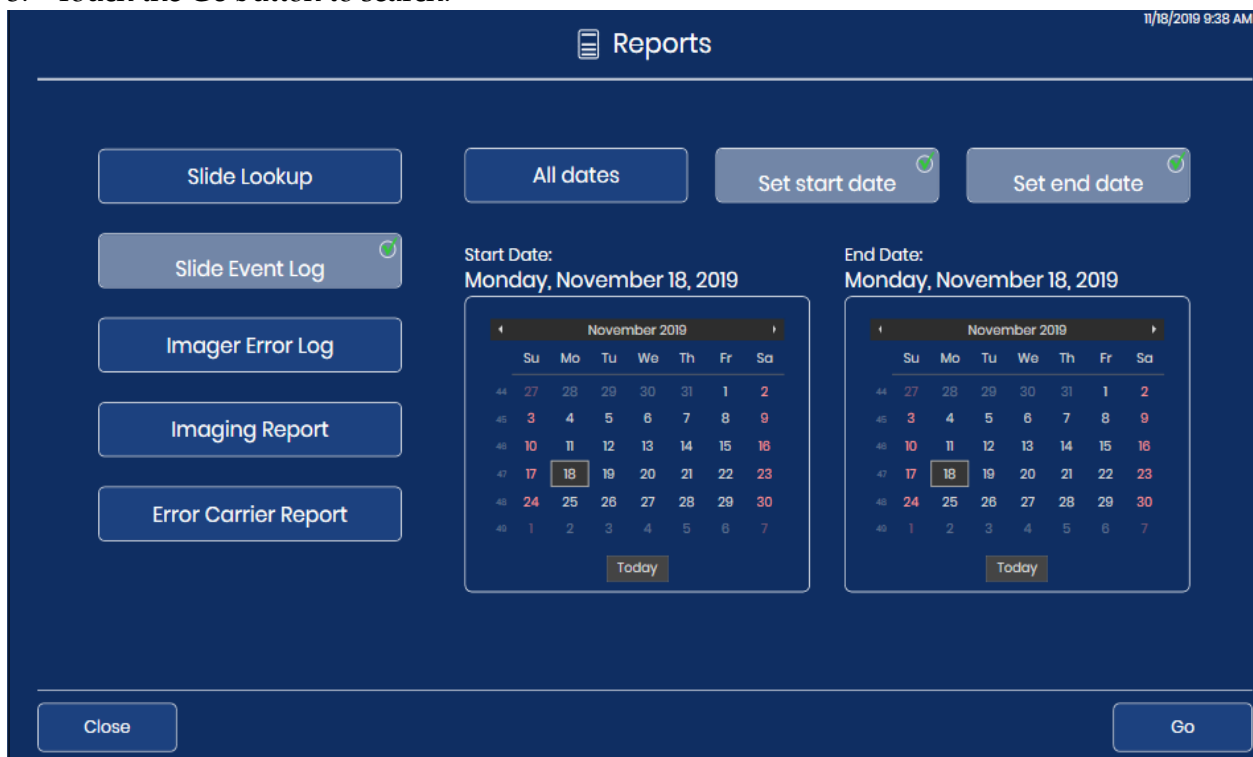 Touch the Go button to search.
11/18/2019 9:38 AM
Reports
Slide Lookup
Slide Event Log
Imager Error Log
Imaging Report
Error Carrier Report
All dates
Set start date
Set end date
Start Date:
Monday, November 18, 2019
November 2019
Su Mo Tu We Th Fr Sa
44 27 28 29 30 31 1 2
45 3 4 5 6 7 8 9
46 10 11 12 13 14 15 16
47 17 18 19 20 21 22 23
48 24 25 26 27 28 29 30
49 1 2 3 4 5 6 7
Today
End Date:
Monday, November 18, 2019
November 2019
Su Mo Tu We Th Fr Sa
44 27 28 29 30 31 1 2
45 3 4 5 6 7 8 9
46 10 11 12 13 14 15 16
47 17 18 19 20 21 22 23
48 24 25 26 27 28 29 30
49 1 2 3 4 5 6 7
Today
Close
Go